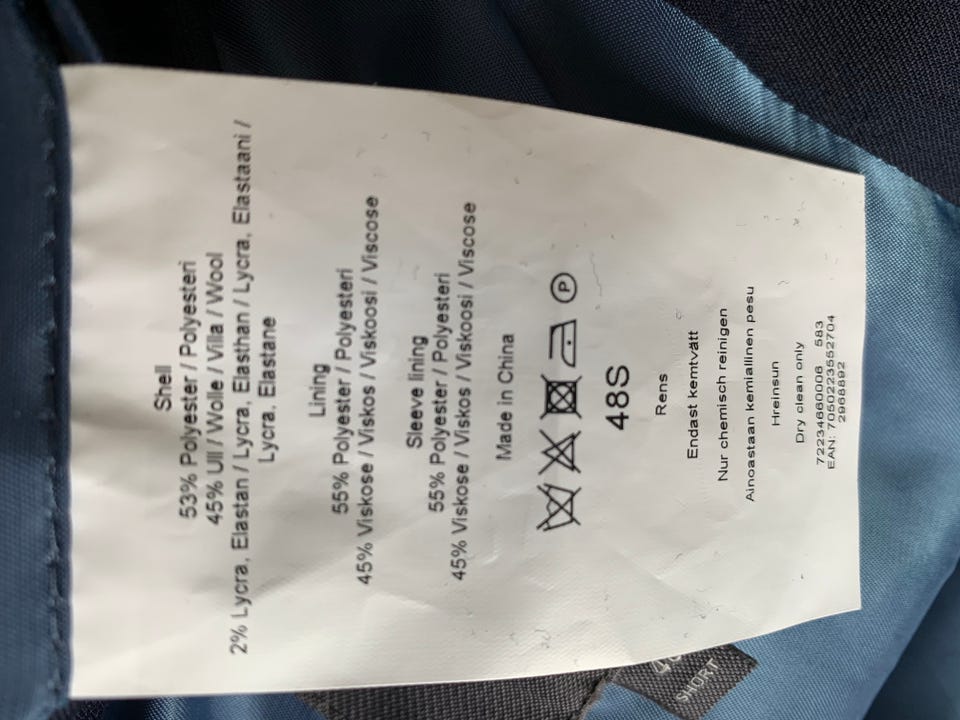 Shell
53% Polyester / Polyesteri
45% Ull / Wolle / Villa / Wool
2% Lycra, Elastan / Lycra, Elasthan / Lycra, Elastaani /
Lycra, Elastane
Lining
55% Polyester / Polyesteri
45% Viskose / Viskos / Viskoosi / Viscose
Sleeve lining
55% Polyester / Polyesteri
45% Viskose / Viskos / Viskoosi / Viscose
Made in China
P
48S
Rens
Endast kemtvätt
Nur chemisch reinigen
Ainoastaan kemiallinen pesu
Hreinsun
Dry clean only
72234660006 583
EAN: 7050223552704
2968892
SHORT